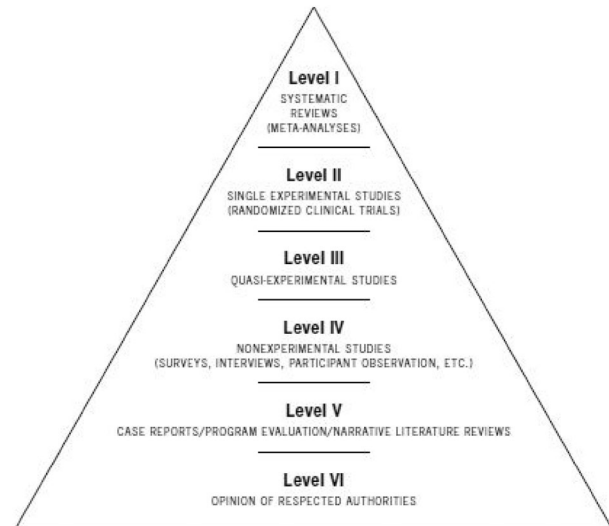 Level I
SYSTEMATIC
REVIEWS
(META-ANALYSES)
Level II
SINGLE EXPERIMENTAL STUDIES
(RANDOMIZED CLINICAL TRIALS)
Level III
QUASI-EXPERIMENTAL STUDIES
Level IV
NONEXPERIMENTAL STUDIES
(SURVEYS, INTERVIEWS, PARTICIPANT OBSERVATION, ETC.)
Level V
CASE REPORTS/PROGRAM EVALUATION/NARRATIVE LITERATURE REVIEWS
Level VI
OPINION OF RESPECTED AUTHORITIES